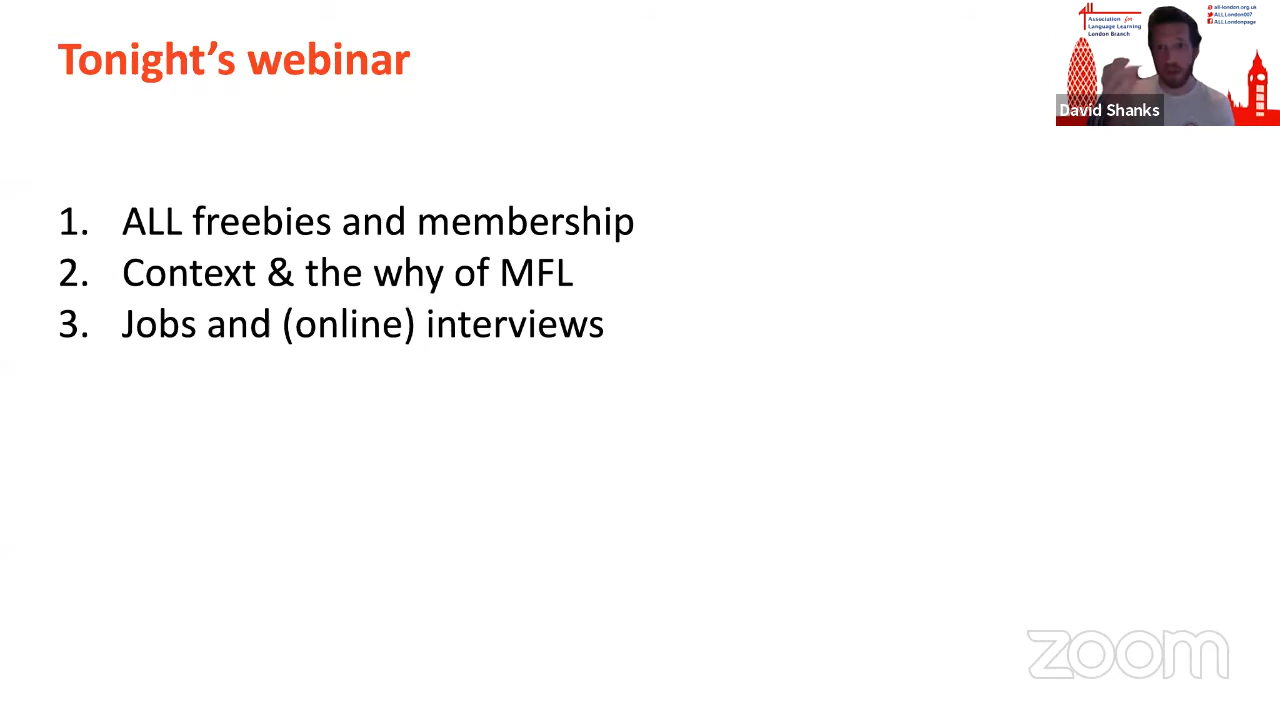 Tonight's webinar
1. ALL freebies and membership
2. Context & the why of MFL
3. Jobs and (online) interviews
Association for
Language Learning
London Branch
all-london.org.uk
ALLLondon007
ALLLondonpage
David Shanks
zoom